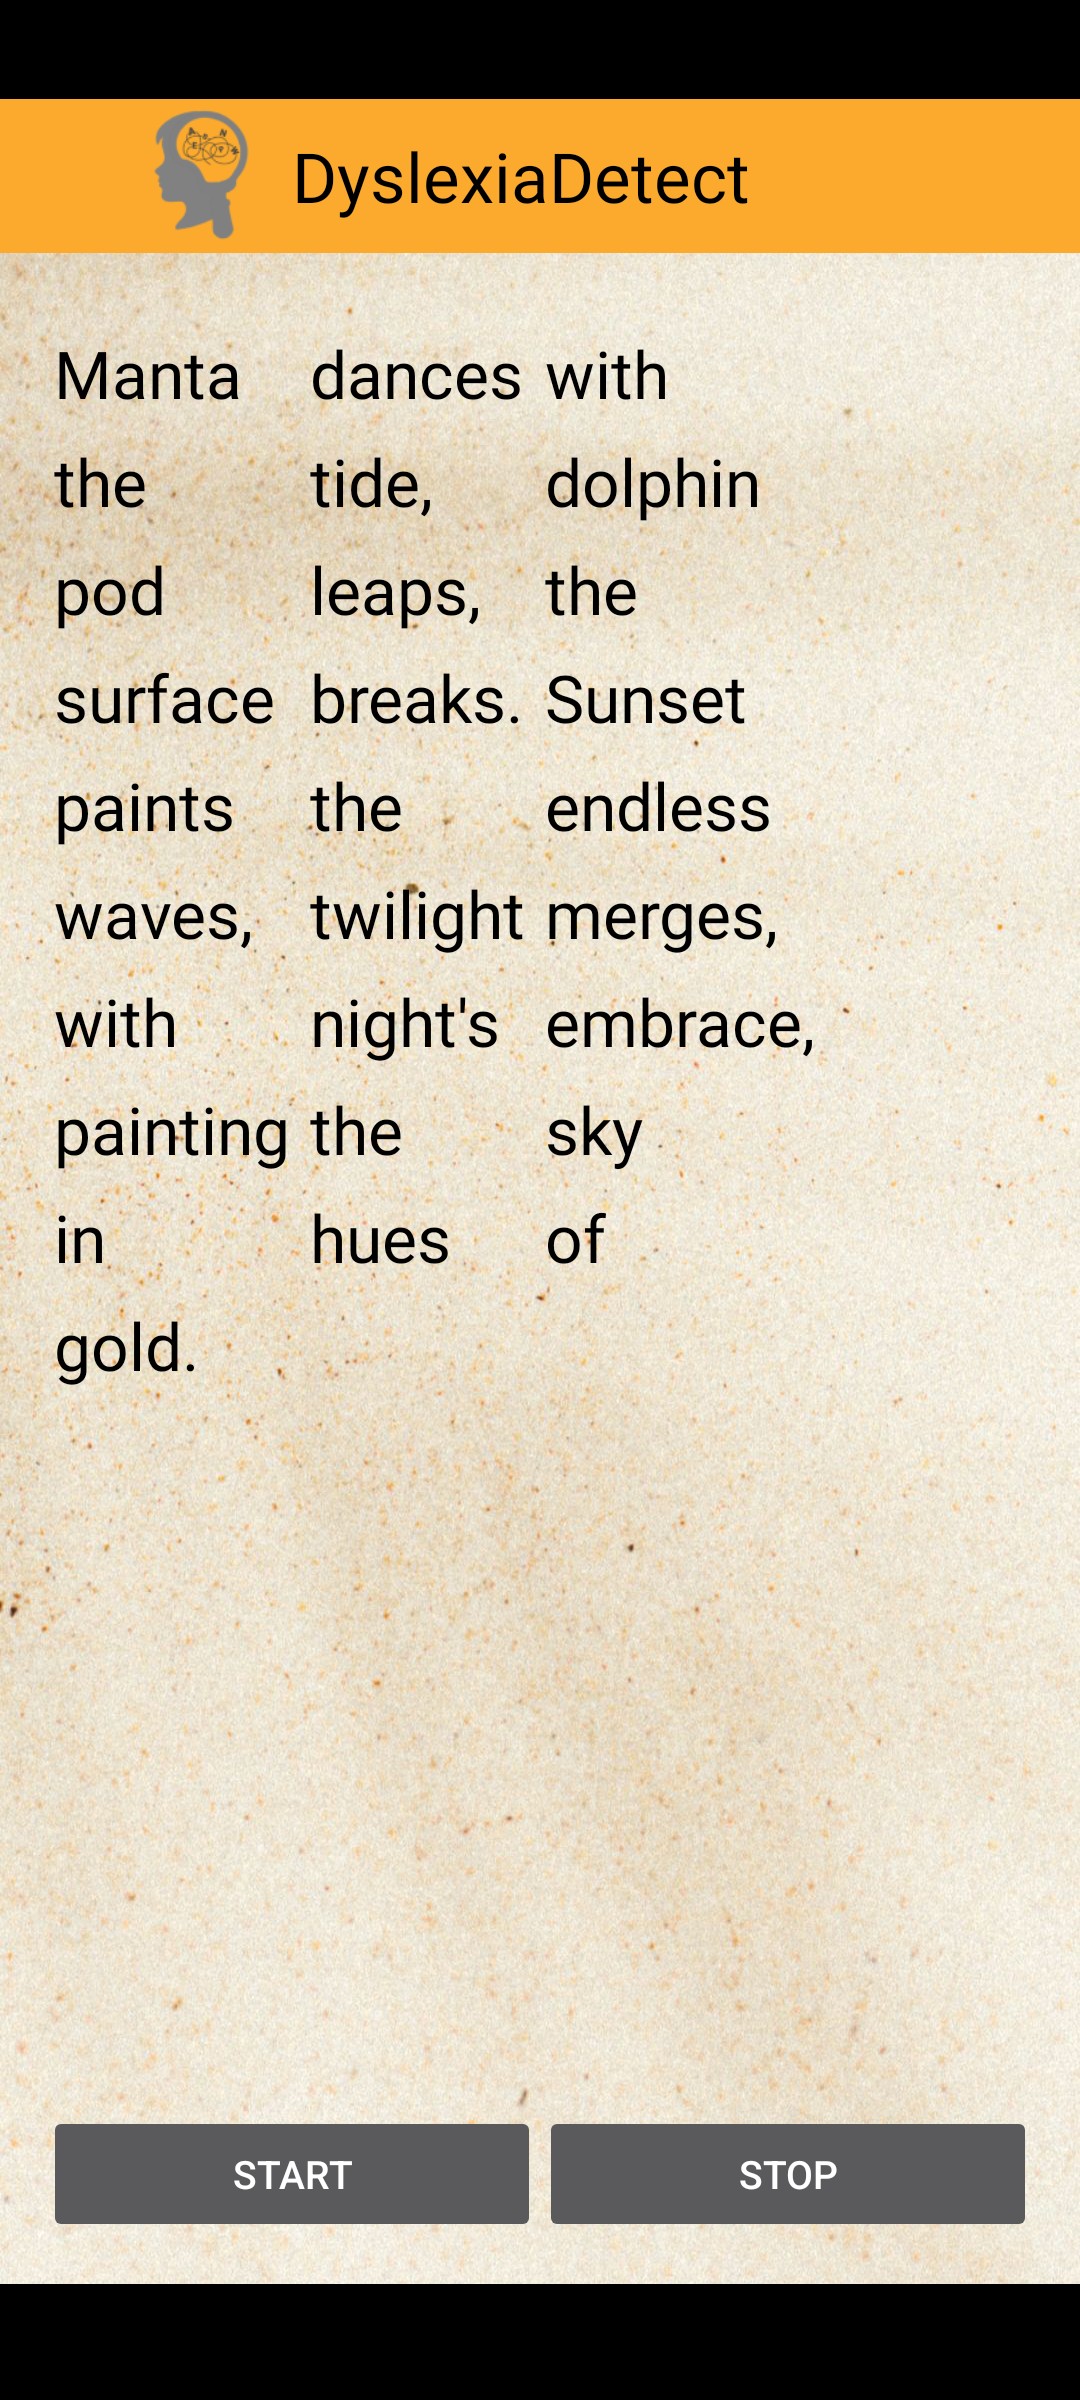 DyslexiaDetect
Manta dances with
the tide, dolphin
pod leaps, the
surface breaks. Sunset
paints the endless
waves, twilight merges,
with night's embrace,
painting the sky
in hues of
gold.
START STOP